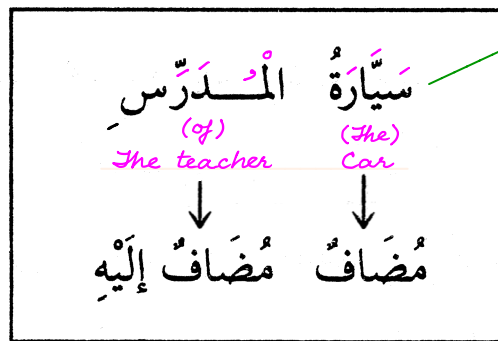 سَيَّارَةُ الْمُـــدَرِّسِ
(The) (of)
Car The teacher
مُضَافٌ مُضَافٌ إِلَيْهِ